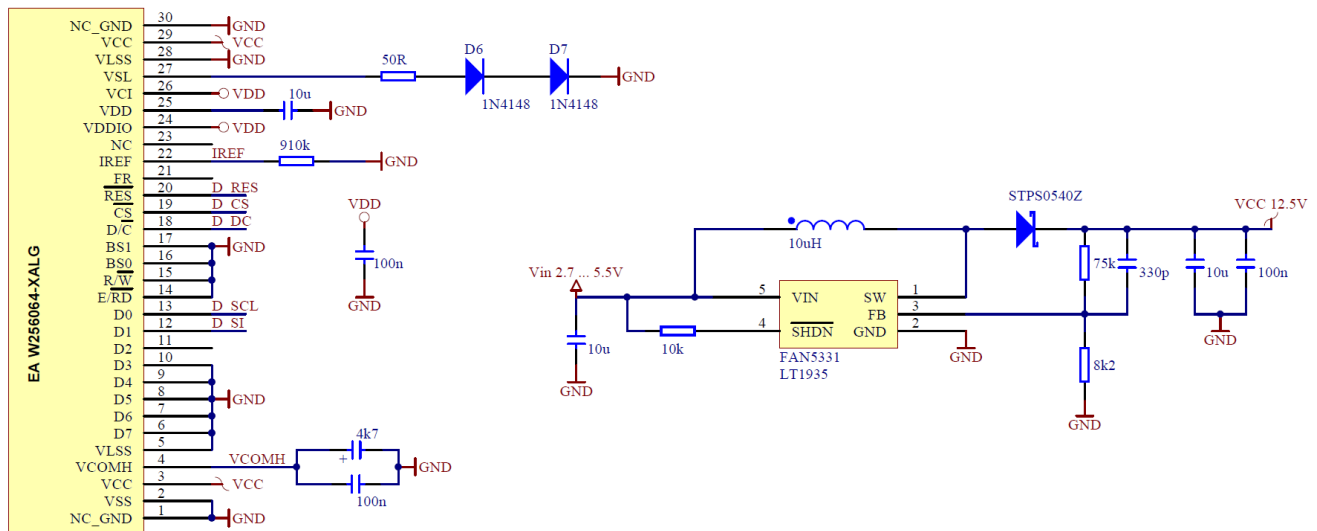 EA W256064-XALG
NC_GND 30 GND
VCC 29 VCC
VLSS 28 GND
VSL 27 50R D6 1N4148 D7 1N4148 GND
VCI 26 VDD
VDD 25 10u GND
VDDIO 24 VDD
NC 23
IREF 22 IREF 910k GND
FR 21
RES 20 D_RES
CS 19 D_CS
D/C 18 D_DC
BS1 17 GND
BS0 16
R/W 15
E/RD 14
D0 13 D_SCL
D1 12 D_SI
D2 11
D3 10
D4 9
D5 8 GND
D6 7
D7 6
VLSS 5
VCOMH 4 VCOMH 4k7 + 100n GND
VCC 3 VCC
VSS 2
NC_GND 1 GND
VDD
100n
GND
Vin 2.7 ... 5.5V
10u
GND
10k
10uH
5 VIN SW 1
FB 3
4 SHDN GND 2
GND
FAN5331
LT1935
STPS0540Z
VCC 12.5V
75k
330p
10u
100n
GND
8k2
GND